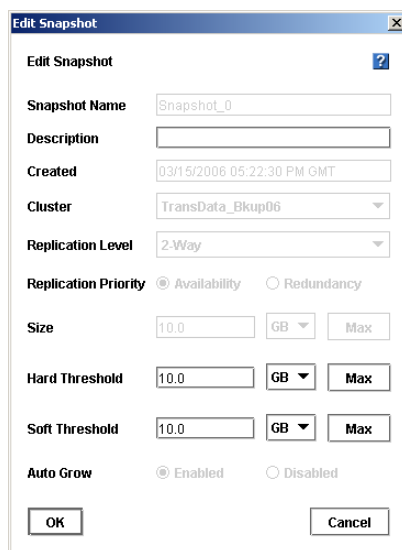 Edit Snapshot
Edit Snapshot ?
Snapshot Name Snapshot_0
Description
Created 03/15/2006 05:22:30 PM GMT
Cluster TransData_Bkup06
Replication Level 2-Way
Replication Priority Availability Redundancy
Size 10.0 GB Max
Hard Threshold 10.0 GB Max
Soft Threshold 10.0 GB Max
Auto Grow Enabled Disabled
OK Cancel